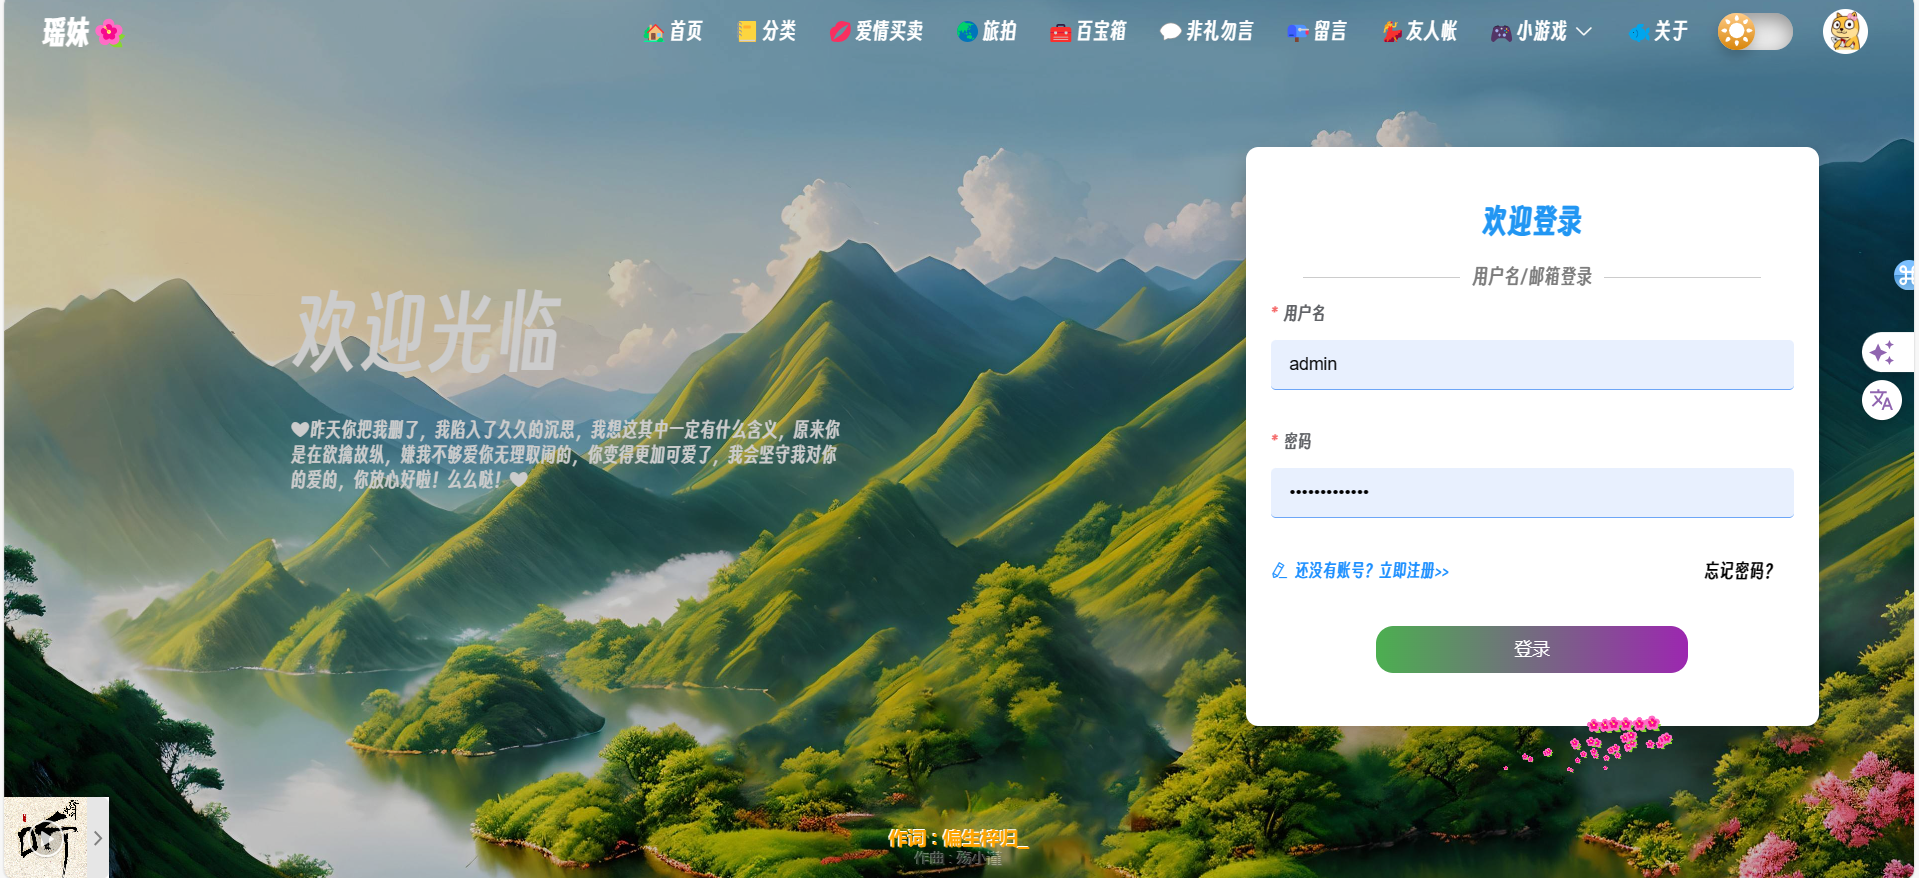 瑶妹
首页 分类 爱情买卖 旅拍 百宝箱 非礼勿言 留言 友人帐 小游戏 关于
欢迎光临
昨天你把我删了，我陷入了久久的沉思，我想这其中一定有什么含义，原来你
是在欲擒故纵，嫌我不够爱你无理取闹的，你变得更加可爱了，我会坚守我对你
的爱的，你放心好啦！么么哒！
欢迎登录
用户名/邮箱登录
* 用户名
admin
* 密码
•••••••••••••
还没有账号？立即注册>>
忘记密码？
登录
听
作词 : 偏生梓归_
作曲 : 殇小谨